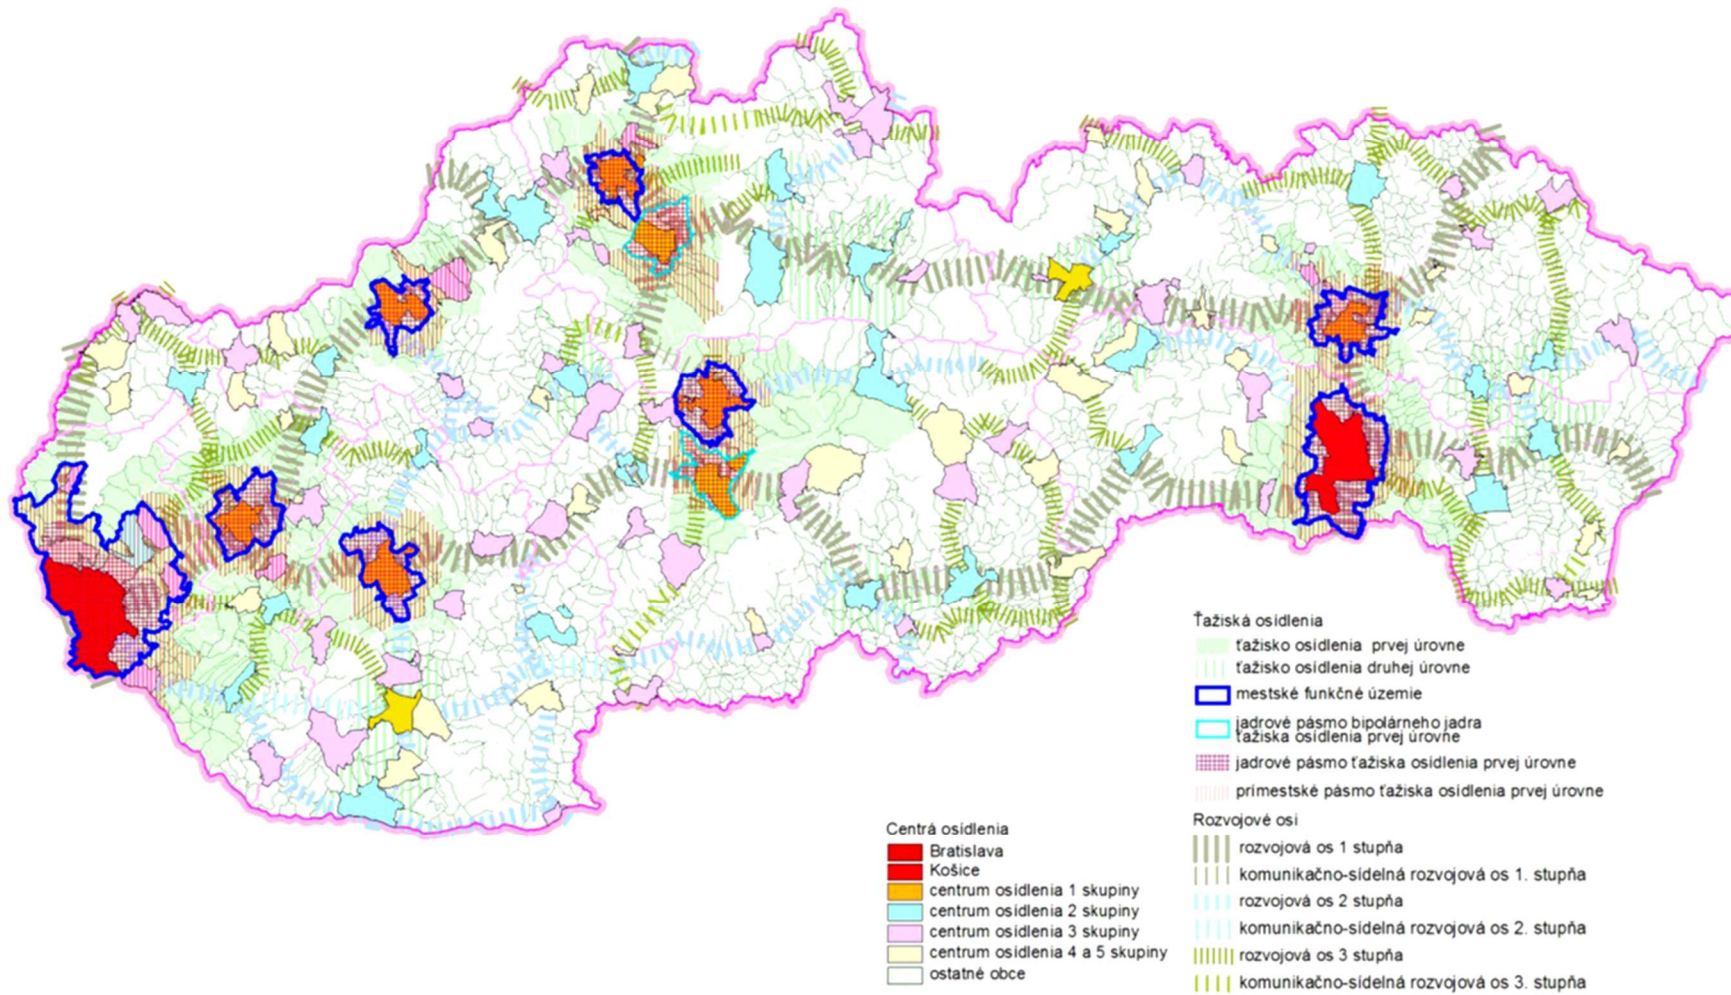 Ťažiská osídlenia
ťažisko osídlenia prvej úrovne
ťažisko osídlenia druhej úrovne
mestské funkčné územie
jadrové pásmo bipolárneho jadra
ťažiska osídlenia prvej úrovne
jadrové pásmo ťažiska osídlenia prvej úrovne
prímestské pásmo ťažiska osídlenia prvej úrovne
Rozvojové osi
rozvojová os 1 stupňa
komunikačno-sídelná rozvojová os 1. stupňa
rozvojová os 2 stupňa
komunikačno-sídelná rozvojová os 2. stupňa
rozvojová os 3 stupňa
komunikačno-sídelná rozvojová os 3. stupňa
Centrá osídlenia
Bratislava
Košice
centrum osídlenia 1 skupiny
centrum osídlenia 2 skupiny
centrum osídlenia 3 skupiny
centrum osídlenia 4 a 5 skupiny
ostatné obce